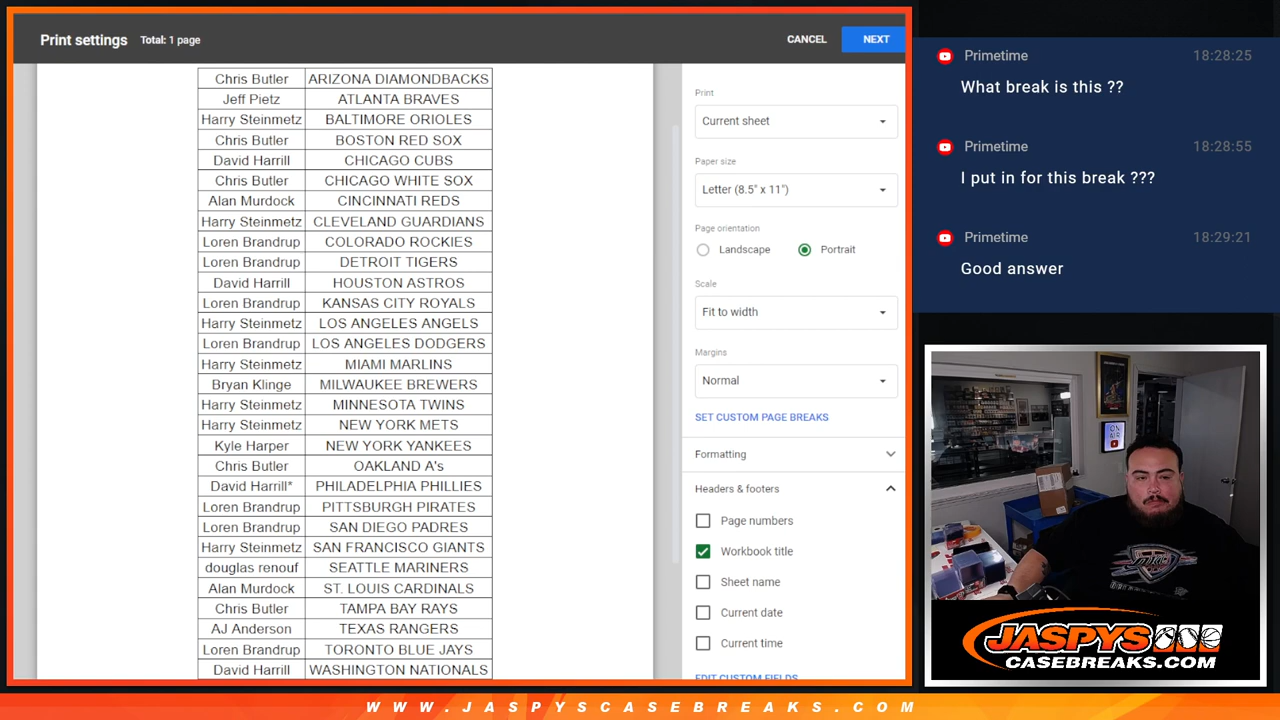 Print settings Total: 1 page CANCEL NEXT
Chris Butler ARIZONA DIAMONDBACKS
Jeff Pietz ATLANTA BRAVES
Harry Steinmetz BALTIMORE ORIOLES
Chris Butler BOSTON RED SOX
David Harrill CHICAGO CUBS
Chris Butler CHICAGO WHITE SOX
Alan Murdock CINCINNATI REDS
Harry Steinmetz CLEVELAND GUARDIANS
Loren Brandrup COLORADO ROCKIES
Loren Brandrup DETROIT TIGERS
David Harrill HOUSTON ASTROS
Loren Brandrup KANSAS CITY ROYALS
Harry Steinmetz LOS ANGELES ANGELS
Loren Brandrup LOS ANGELES DODGERS
Harry Steinmetz MIAMI MARLINS
Bryan Klinge MILWAUKEE BREWERS
Harry Steinmetz MINNESOTA TWINS
Harry Steinmetz NEW YORK METS
Kyle Harper NEW YORK YANKEES
Chris Butler OAKLAND A's
David Harrill* PHILADELPHIA PHILLIES
Loren Brandrup PITTSBURGH PIRATES
Loren Brandrup SAN DIEGO PADRES
Harry Steinmetz SAN FRANCISCO GIANTS
douglas renouf SEATTLE MARINERS
Alan Murdock ST. LOUIS CARDINALS
Chris Butler TAMPA BAY RAYS
AJ Anderson TEXAS RANGERS
Loren Brandrup TORONTO BLUE JAYS
David Harrill WASHINGTON NATIONALS
Print
Current sheet
Paper size
Letter (8.5" x 11")
Page orientation
Landscape Portrait
Scale
Fit to width
Margins
Normal
SET CUSTOM PAGE BREAKS
Formatting
Headers & footers
Page numbers
Workbook title
Sheet name
Current date
Current time
EDIT CUSTOM FIELDS
Primetime 18:28:25
What break is this ??
Primetime 18:28:55
I put in for this break ???
Primetime 18:29:21
Good answer
ON
AIR
JASPYS
CASEBREAKS.COM
WWW.JASPYSCASEBREAKS.COM